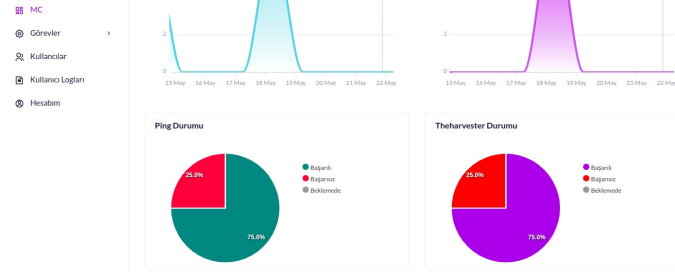 MC
Görevler
Kullanıcılar
Kullanıcı Logları
Hesabım
2
0
15 May 16 May 17 May 18 May 19 May 20 May 21 May 22 May
2
0
15 May 16 May 17 May 18 May 19 May 20 May 21 May 22 May
Ping Durumu
25.0%
75.0%
Başarılı
Başarısız
Beklemede
Theharvester Durumu
25.0%
75.0%
Başarılı
Başarısız
Beklemede